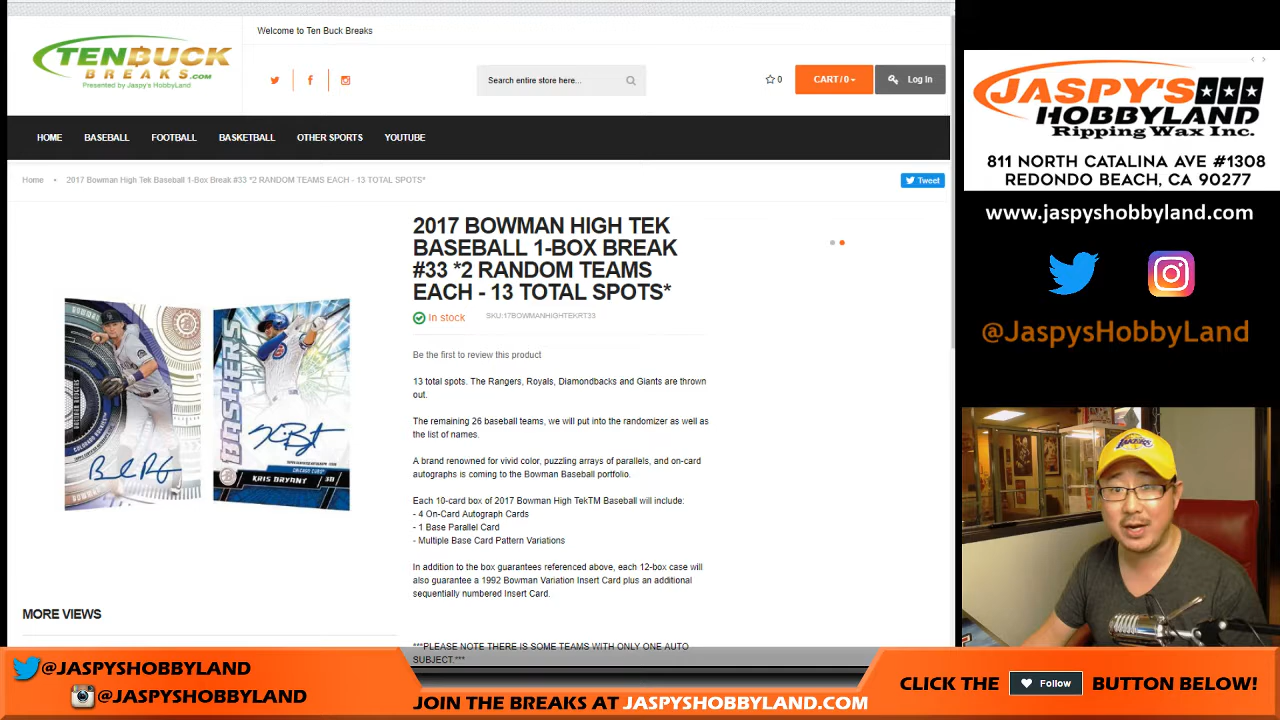 Welcome to Ten Buck Breaks
TENBUCK
BREAKS.COM
Presented by Jaspy's HobbyLand
Search entire store here...
0
CART / 0
Log In
HOME
BASEBALL
FOOTBALL
BASKETBALL
OTHER SPORTS
YOUTUBE
Home • 2017 Bowman High Tek Baseball 1-Box Break #33 *2 RANDOM TEAMS EACH - 13 TOTAL SPOTS*
Tweet
2017 BOWMAN HIGH TEK
BASEBALL 1-BOX BREAK
#33 *2 RANDOM TEAMS
EACH - 13 TOTAL SPOTS*
In stock
SKU:17BOWMANHIGHTEKRT33
Be the first to review this product
13 total spots. The Rangers, Royals, Diamondbacks and Giants are thrown
out.
The remaining 26 baseball teams, we will put into the randomizer as well as
the list of names.
A brand renowned for vivid color, puzzling arrays of parallels, and on-card
autographs is coming to the Bowman Baseball portfolio.
Each 10-card box of 2017 Bowman High TekTM Baseball will include:
- 4 On-Card Autograph Cards
- 1 Base Parallel Card
- Multiple Base Card Pattern Variations
In addition to the box guarantees referenced above, each 12-box case will
also guarantee a 1992 Bowman Variation Insert Card plus an additional
sequentially numbered Insert Card.
***PLEASE NOTE THERE IS SOME TEAMS WITH ONLY ONE AUTO
SUBJECT.***
BASHERS
KRIS BRYANT
MORE VIEWS
JASPY'S
HOBBYLAND
Ripping Wax Inc.
811 NORTH CATALINA AVE #1308
REDONDO BEACH, CA 90277
www.jaspyshobbyland.com
@JaspysHobbyLand
LAKERS
@JASPYSHOBBYLAND
@JASPYSHOBBYLAND
JOIN THE BREAKS AT JASPYSHOBBYLAND.COM
CLICK THE
Follow
BUTTON BELOW!